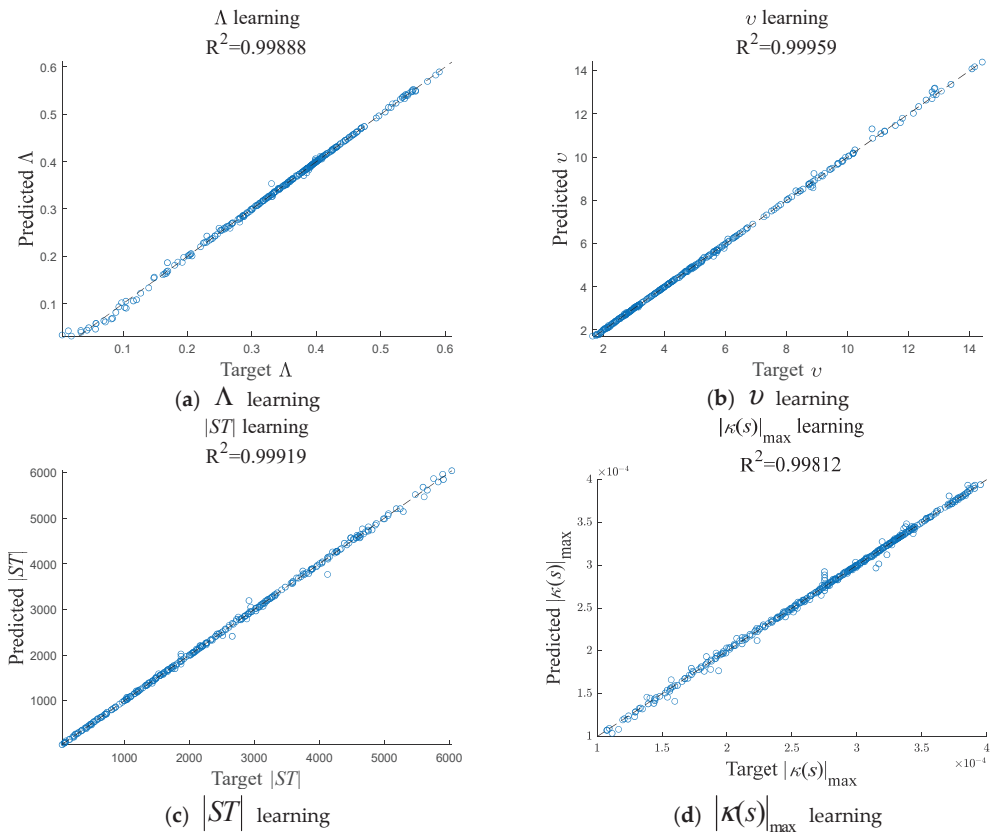 Λ learning
R²=0.99888
0.6
0.5
0.4
0.3
0.2
0.1
Predicted Λ
0.1 0.2 0.3 0.4 0.5 0.6
Target Λ
(a) Λ learning
υ learning
R²=0.99959
14
12
10
8
6
4
2
Predicted υ
2 4 6 8 10 12 14
Target υ
(b) υ learning
|ST| learning
R²=0.99919
6000
5000
4000
3000
2000
1000
Predicted |ST|
1000 2000 3000 4000 5000 6000
Target |ST|
(c) |ST| learning
|κ(s)|max learning
R²=0.99812
×10⁻⁴
4
3.5
3
2.5
2
1.5
1
Predicted |κ(s)|max
1 1.5 2 2.5 3 3.5 4
×10⁻⁴
Target |κ(s)|max
(d) |κ(s)|max learning